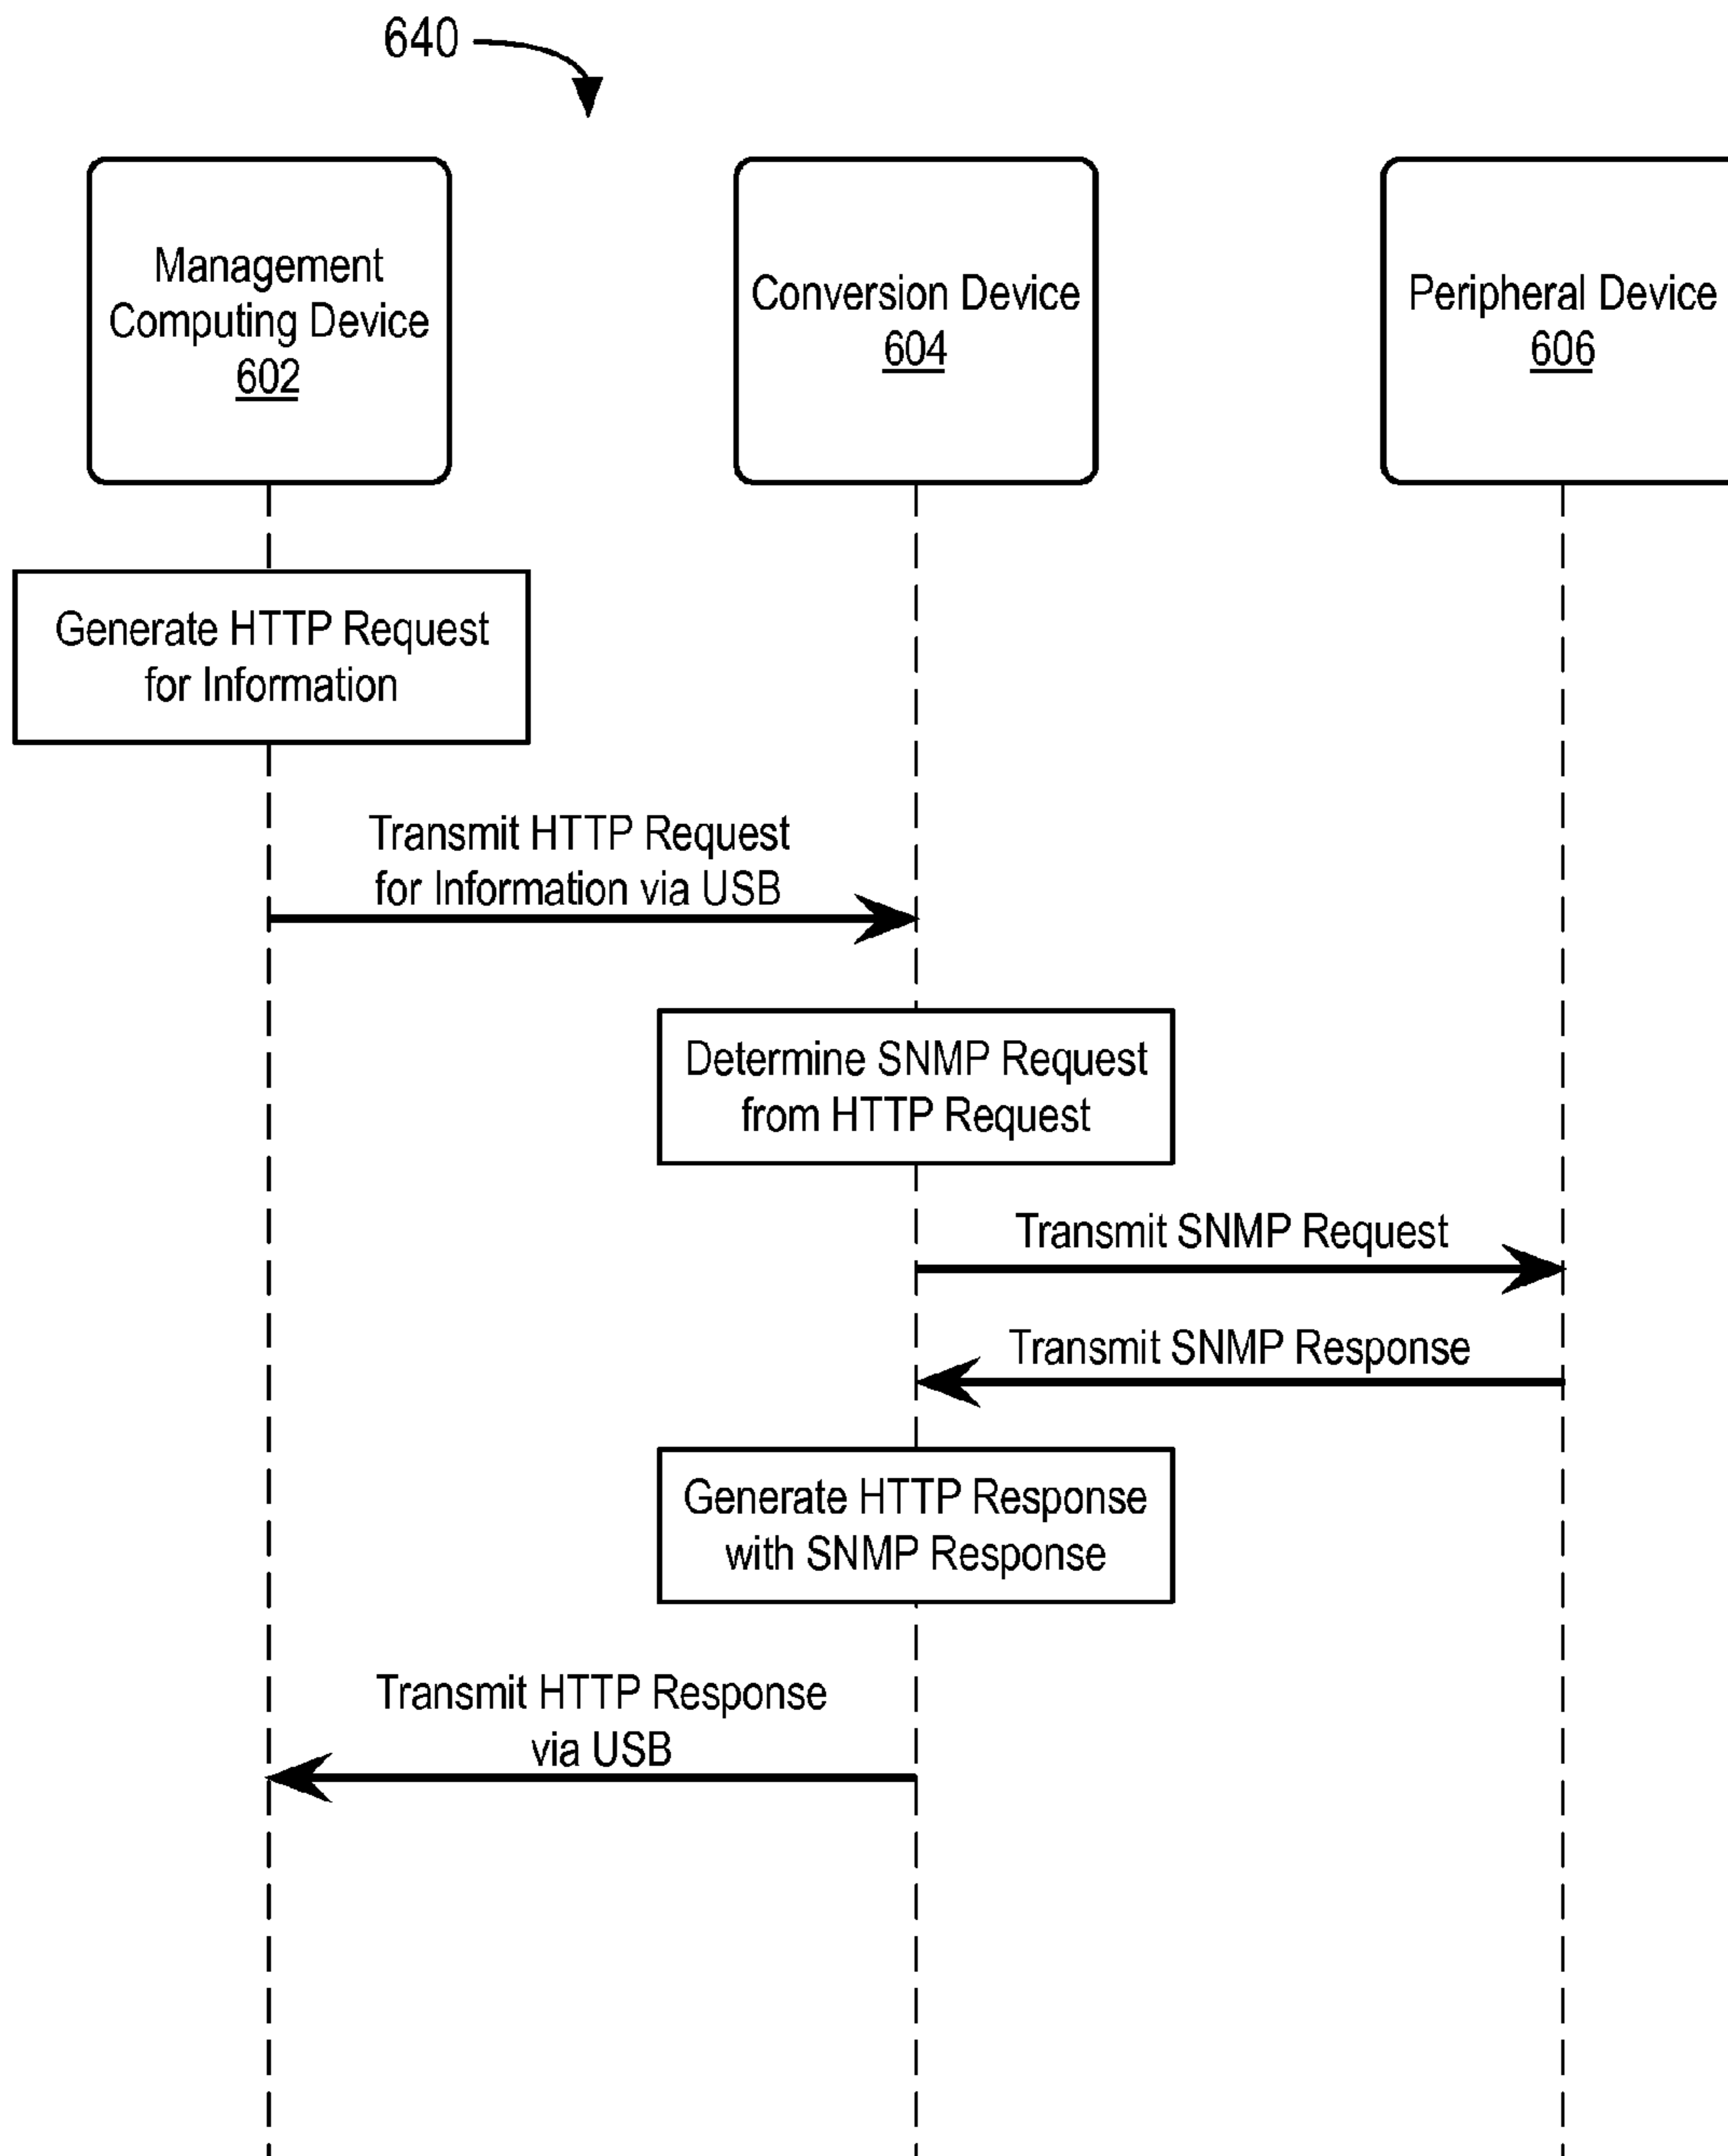 640
Management
Computing Device
602
Conversion Device
604
Peripheral Device
606
Generate HTTP Request
for Information
Transmit HTTP Request
for Information via USB
Determine SNMP Request
from HTTP Request
Transmit SNMP Request
Transmit SNMP Response
Generate HTTP Response
with SNMP Response
Transmit HTTP Response
via USB